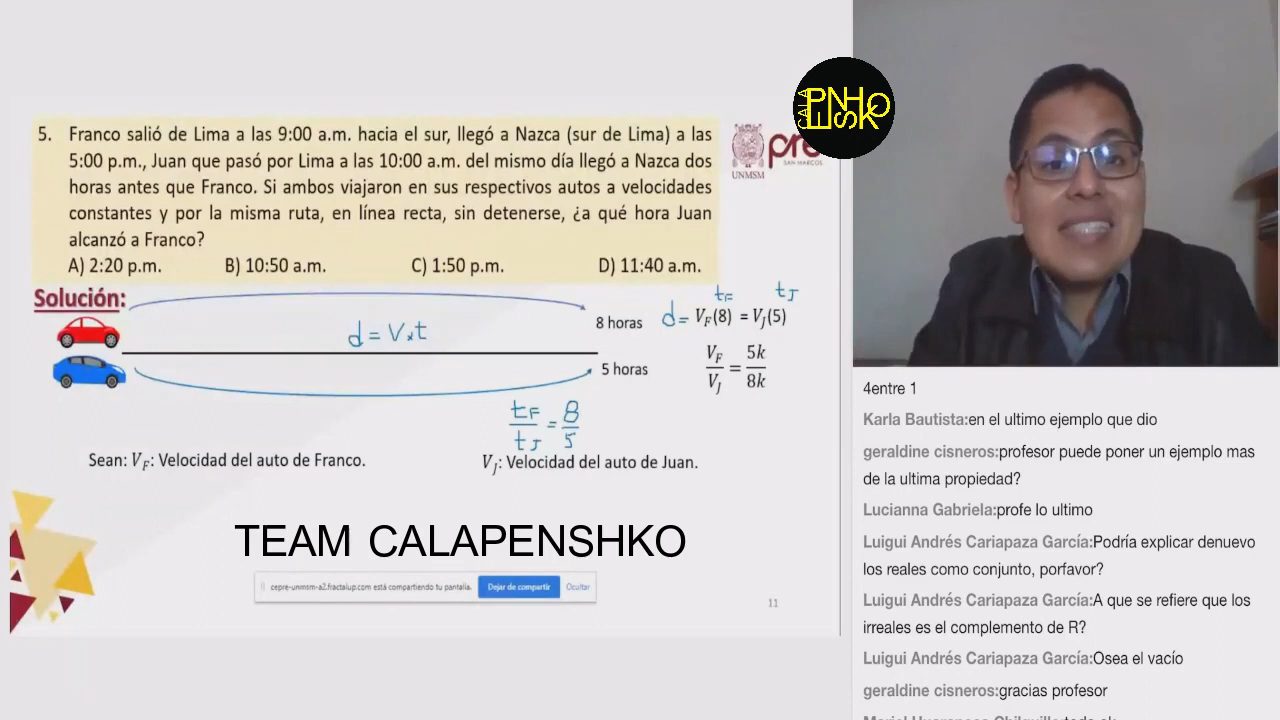 5. Franco salió de Lima a las 9:00 a.m. hacia el sur, llegó a Nazca (sur de Lima) a las
5:00 p.m., Juan que pasó por Lima a las 10:00 a.m. del mismo día llegó a Nazca dos
horas antes que Franco. Si ambos viajaron en sus respectivos autos a velocidades
constantes y por la misma ruta, en línea recta, sin detenerse, ¿a qué hora Juan
alcanzó a Franco?
A) 2:20 p.m. B) 10:50 a.m. C) 1:50 p.m. D) 11:40 a.m.
UNMSM
pre
SAN MARCOS
CALA
PENHO
ESK
Solución:
d = V x t
8 horas
5 horas
t_F t_J
d = V_F(8) = V_J(5)
V_F/V_J = 5k/8k
t_F/t_J = 8/5
Sean: V_F: Velocidad del auto de Franco. V_J: Velocidad del auto de Juan.
TEAM CALAPENSHKO
cepre-unmsm-a2.fractalup.com está compartiendo tu pantalla. Dejar de compartir Ocultar
11
4entre 1
Karla Bautista:en el ultimo ejemplo que dio
geraldine cisneros:profesor puede poner un ejemplo mas
de la ultima propiedad?
Lucianna Gabriela:profe lo ultimo
Luigui Andrés Cariapaza García:Podría explicar denuevo
los reales como conjunto, porfavor?
Luigui Andrés Cariapaza García:A que se refiere que los
irreales es el complemento de R?
Luigui Andrés Cariapaza García:Osea el vacío
geraldine cisneros:gracias profesor